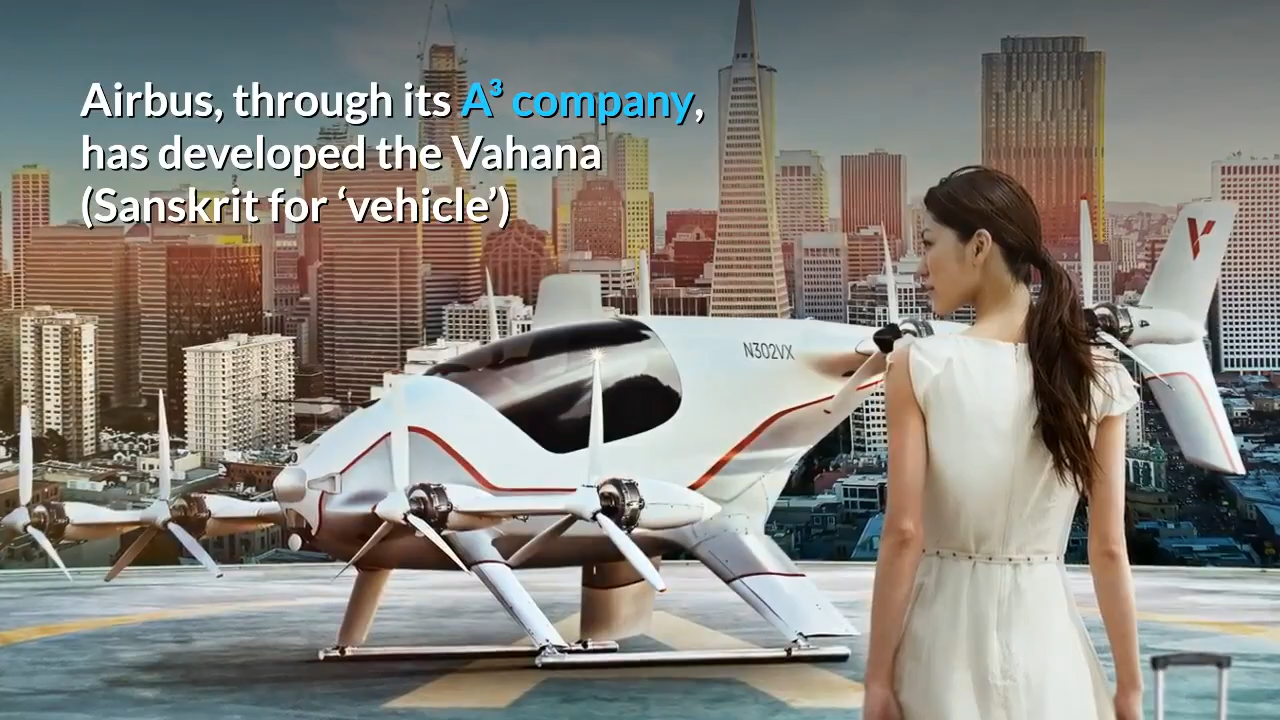 Airbus, through its A³ company,
has developed the Vahana
(Sanskrit for ‘vehicle’)
N302VX